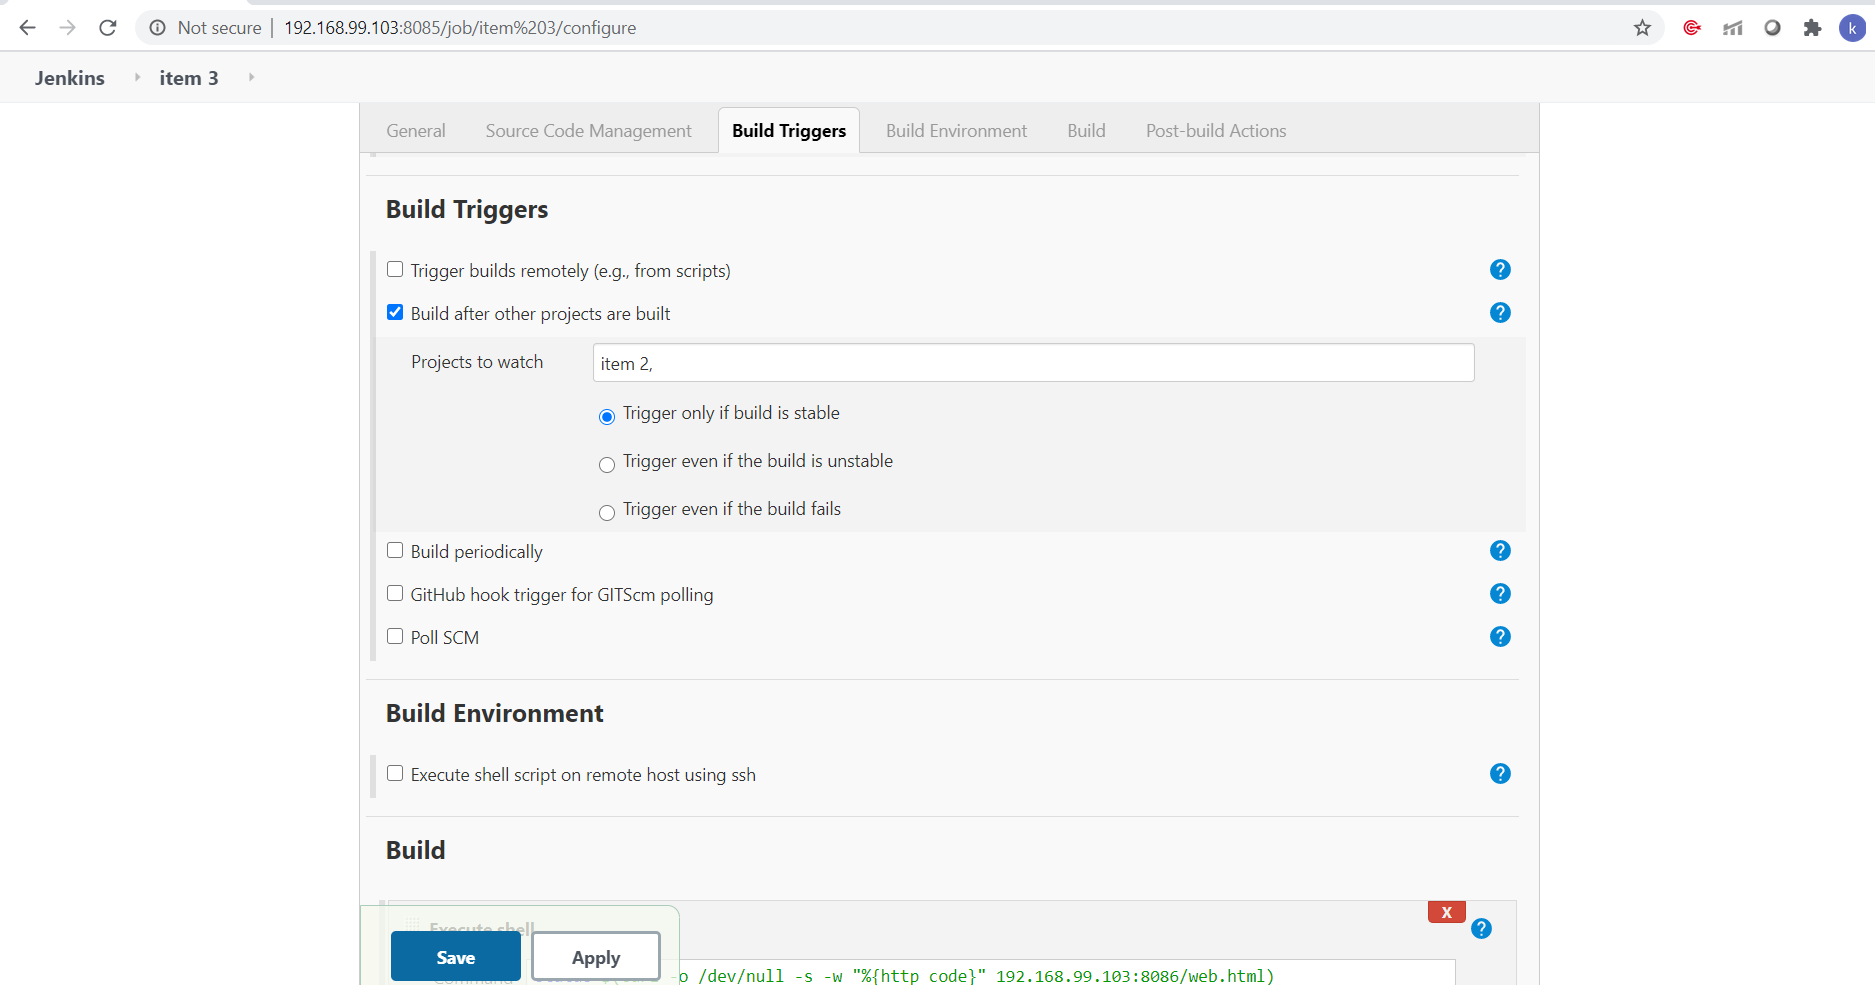 Not secure | 192.168.99.103:8085/job/item%203/configure
k
Jenkins item 3
General Source Code Management Build Triggers Build Environment Build Post-build Actions
Build Triggers
Trigger builds remotely (e.g., from scripts)
Build after other projects are built
Projects to watch item 2,
Trigger only if build is stable
Trigger even if the build is unstable
Trigger even if the build fails
Build periodically
GitHub hook trigger for GITScm polling
Poll SCM
Build Environment
Execute shell script on remote host using ssh
Build
X
Execute shell
Save Apply
Command -o /dev/null -s -w "%{http_code}" 192.168.99.103:8086/web.html)